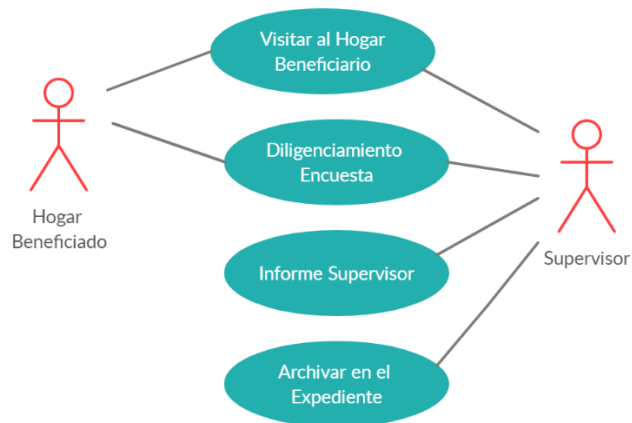 Visitar al Hogar
Beneficiario
Diligenciamiento
Encuesta
Hogar
Beneficiado
Informe Supervisor
Supervisor
Archivar en el
Expediente